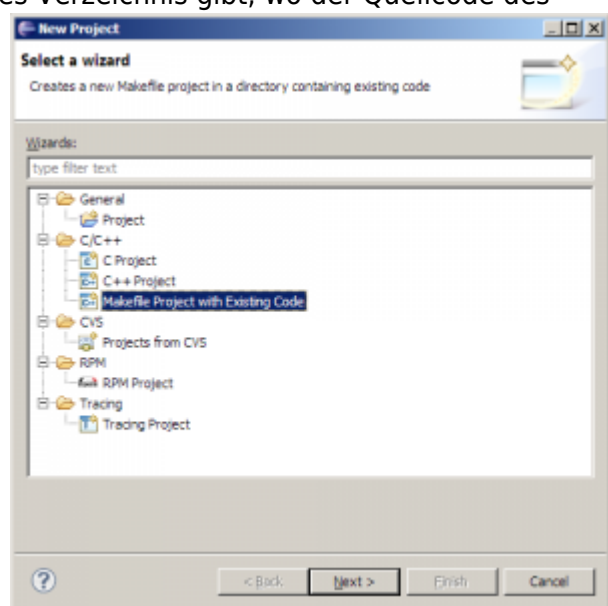 es Verzeichnis gibt, wo der Quellcode des
New Project
Select a wizard
Creates a new Makefile project in a directory containing existing code
Wizards:
type filter text
General
Project
C/C++
C Project
C++ Project
Makefile Project with Existing Code
CVS
Projects from CVS
RPM
RPM Project
Tracing
Tracing Project
< Back
Next >
Finish
Cancel